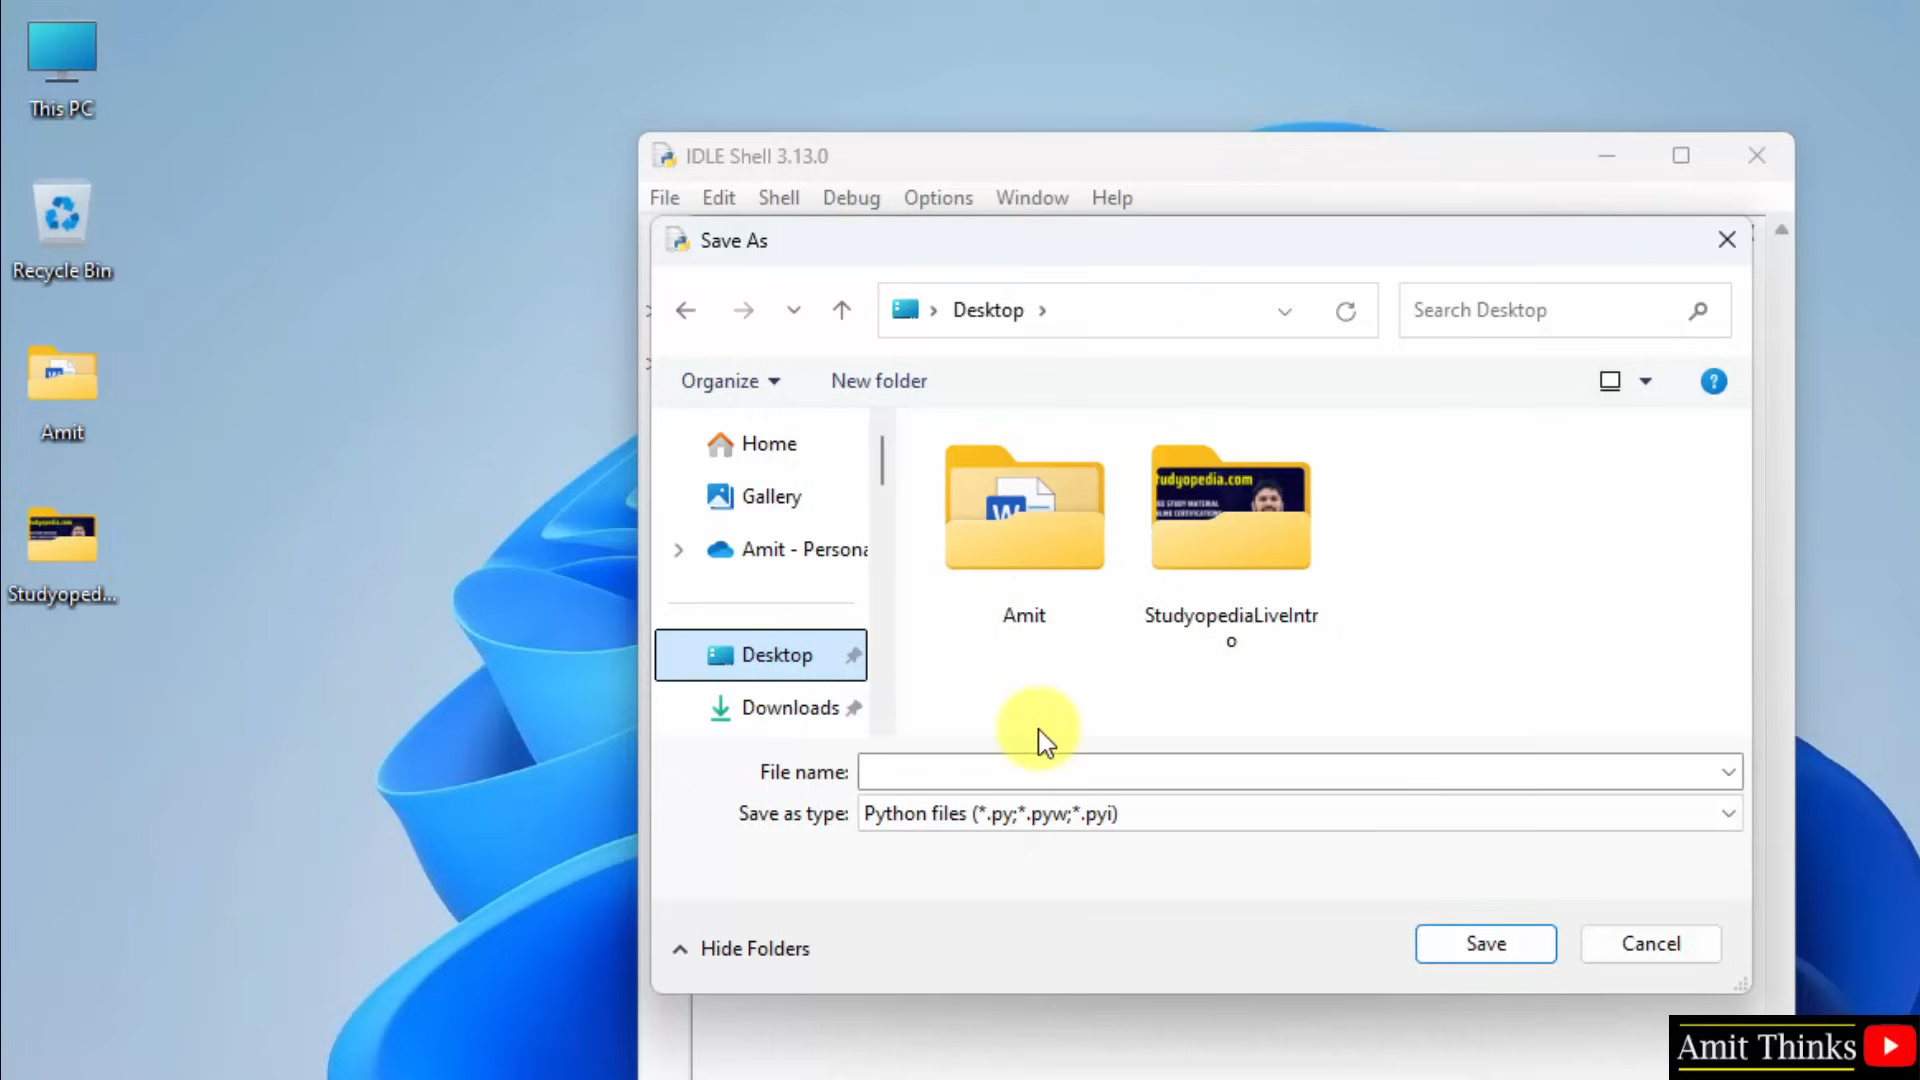 This PC
Recycle Bin
Amit
Studyoped...
IDLE Shell 3.13.0
File Edit Shell Debug Options Window Help
Save As
Desktop
Search Desktop
Organize New folder
Home
Gallery
Amit - Persona
Desktop
Downloads
tudyopedia.com
Amit
StudyopediaLiveIntr
o
File name:
Save as type: Python files (*.py;*.pyw;*.pyi)
Hide Folders
Save Cancel
Amit Thinks